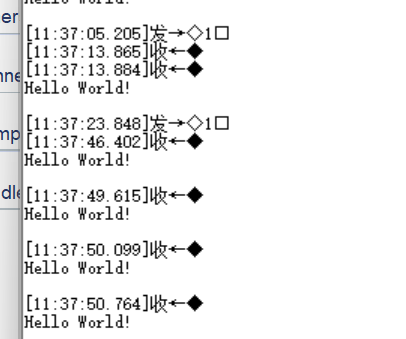 Hello World!
[11:37:05.205]发→◇1□
[11:37:13.865]收←◆
[11:37:13.884]收←◆
Hello World!
[11:37:23.848]发→◇1□
[11:37:46.402]收←◆
Hello World!
[11:37:49.615]收←◆
Hello World!
[11:37:50.099]收←◆
Hello World!
[11:37:50.764]收←◆
Hello World!